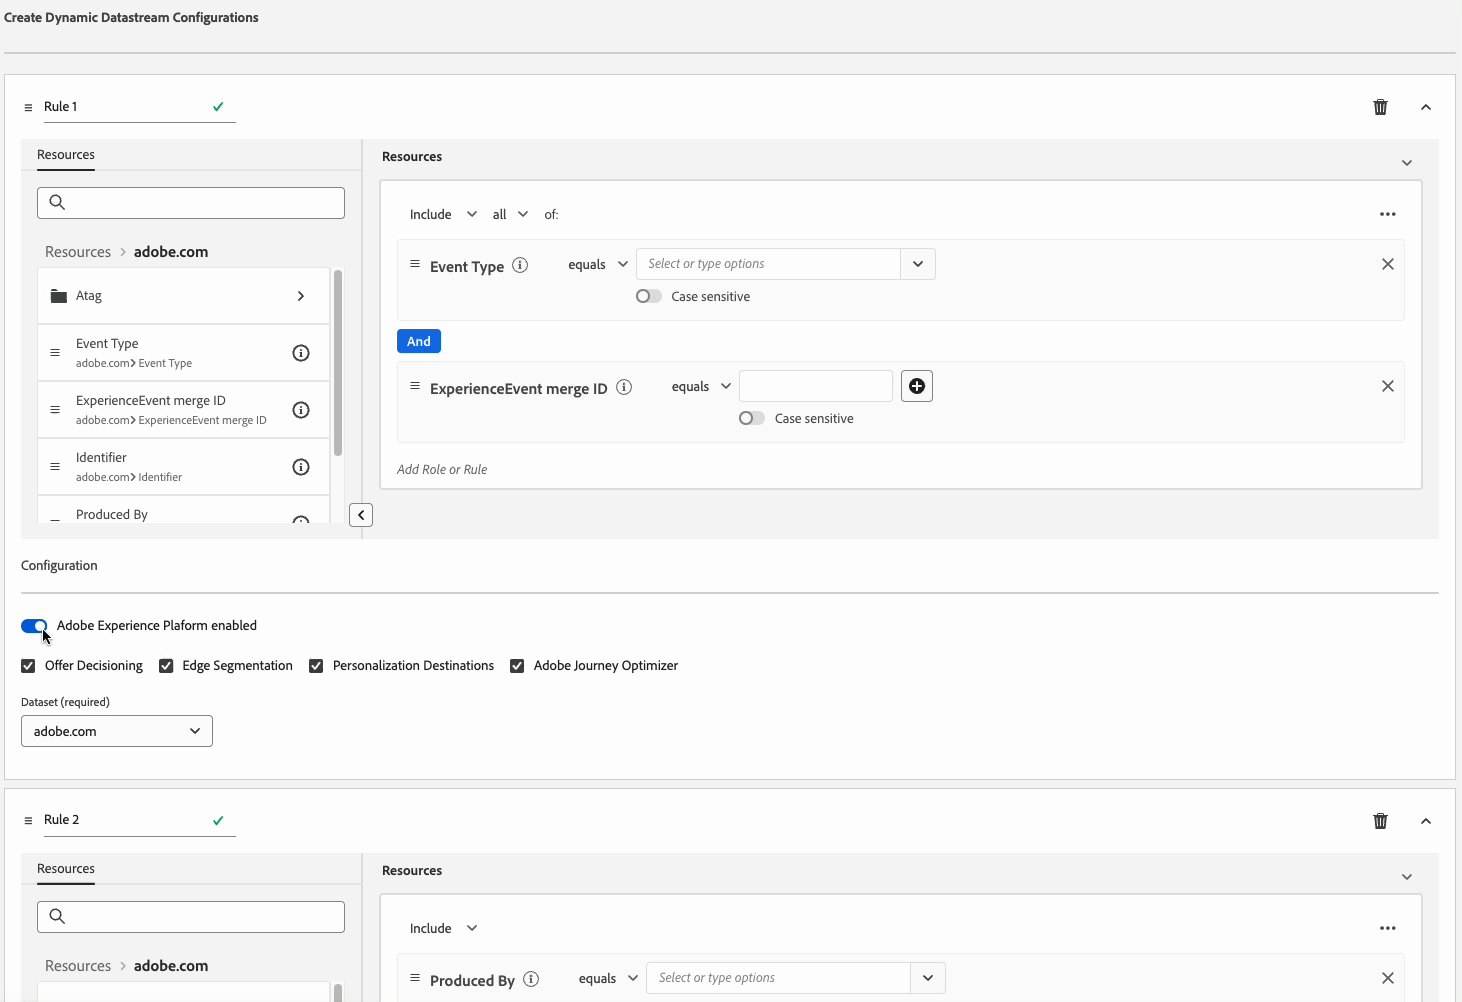 Create Dynamic Datastream Configurations
Rule 1
Resources
Resources > adobe.com
Atag
Event Type
adobe.com > Event Type
ExperienceEvent merge ID
adobe.com > ExperienceEvent merge ID
Identifier
adobe.com > Identifier
Produced By
Resources
Include all of:
Event Type equals Select or type options
Case sensitive
And
ExperienceEvent merge ID equals
Case sensitive
Add Role or Rule
Configuration
Adobe Experience Plaform enabled
Offer Decisioning Edge Segmentation Personalization Destinations Adobe Journey Optimizer
Dataset (required)
adobe.com
Rule 2
Resources
Resources > adobe.com
Resources
Include
Produced By equals Select or type options